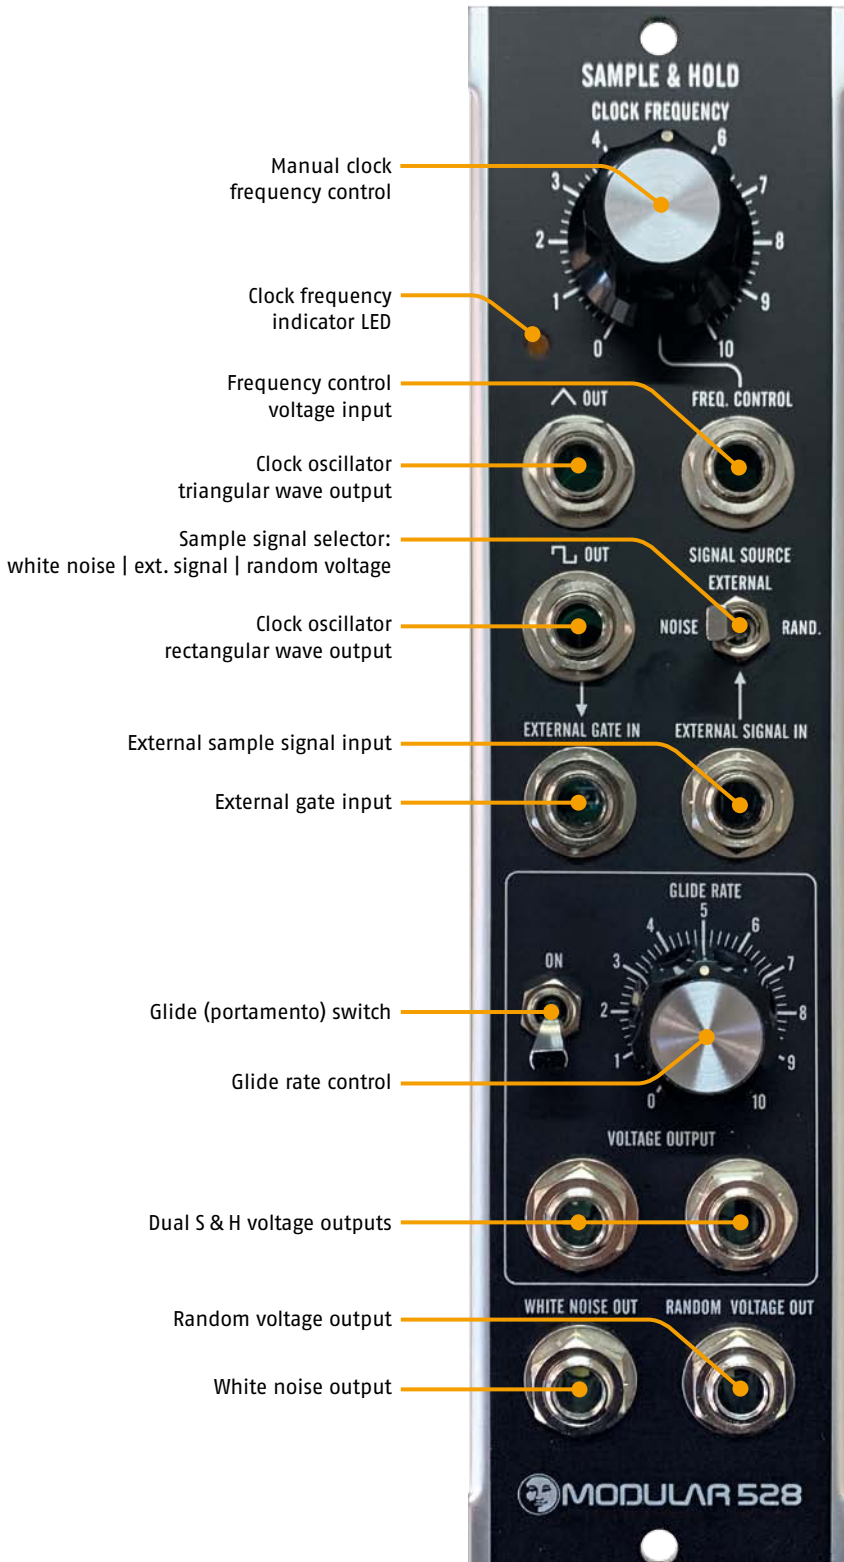 SAMPLE & HOLD
CLOCK FREQUENCY
4
6
3
7
2
8
1
9
0
10
Manual clock
frequency control
Clock frequency
indicator LED
Frequency control
voltage input
OUT
FREQ. CONTROL
Clock oscillator
triangular wave output
Sample signal selector:
white noise | ext. signal | random voltage
OUT
SIGNAL SOURCE
EXTERNAL
NOISE
RAND.
Clock oscillator
rectangular wave output
EXTERNAL GATE IN
EXTERNAL SIGNAL IN
External sample signal input
External gate input
GLIDE RATE
5
4
6
3
7
2
8
1
9
0
10
ON
Glide (portamento) switch
Glide rate control
VOLTAGE OUTPUT
Dual S & H voltage outputs
WHITE NOISE OUT
RANDOM VOLTAGE OUT
Random voltage output
White noise output
MODULAR 528